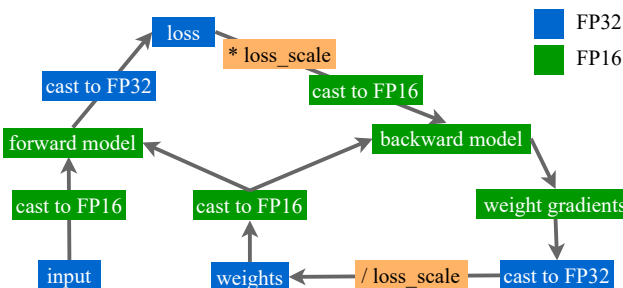 loss
FP32
* loss_scale
FP16
cast to FP32
cast to FP16
forward model
backward model
cast to FP16
cast to FP16
weight gradients
input
weights
/ loss_scale
cast to FP32